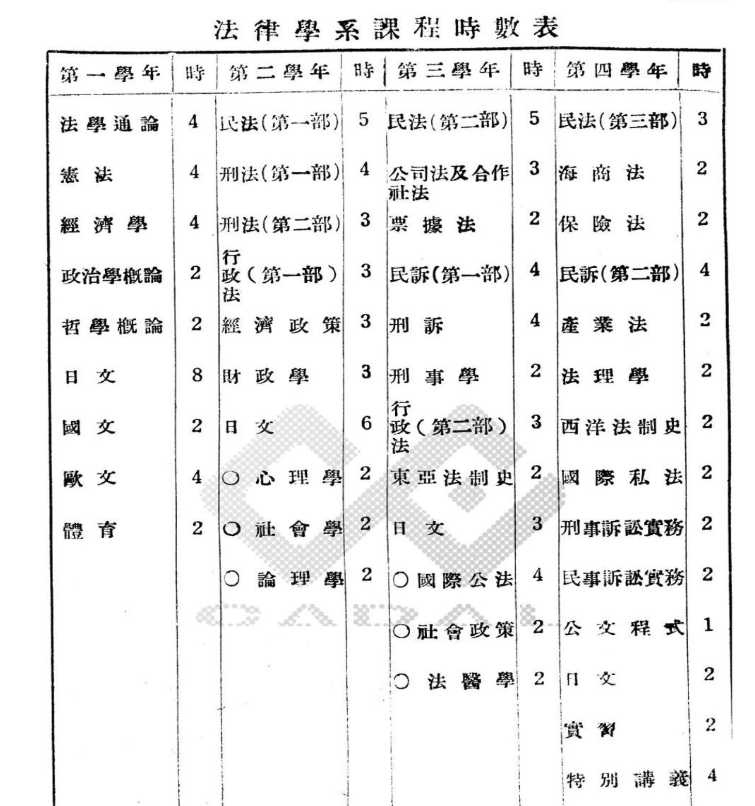 法律學系課程時數表
第一學年 時 第二學年 時 第三學年 時 第四學年 時
法學通論 4 民法(第一部) 5 民法(第二部) 5 民法(第三部) 3
憲法 4 刑法(第一部) 4 公司法及合作社法 3 海商法 2
經濟學 4 刑法(第二部) 3 票據法 2 保險法 2
政治學概論 2 行政法(第一部) 3 民訴(第一部) 4 民訴(第二部) 4
哲學概論 2 經濟政策 3 刑訴 4 產業法 2
日文 8 財政學 3 刑事學 2 法理學 2
國文 2 日文 6 行政法(第二部) 3 西洋法制史 2
歐文 4 〇心理學 2 東亞法制史 2 國際私法 2
體育 2 〇社會學 2 日文 3 刑事訴訟實務 2
〇論理學 2 〇國際公法 4 民事訴訟實務 2
〇社會政策 2 公文程式 1
〇法醫學 2 日文 2
實習 2
特別講義 4
CADAL